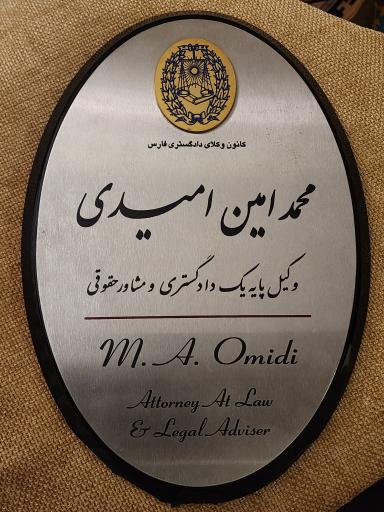 کانون وکلای دادگستری فارس
محمد امین امیدی
وکیل پایه یک دادگستری و مشاور حقوقی
M. A. Omidi
Attorney At Law
& Legal Adviser